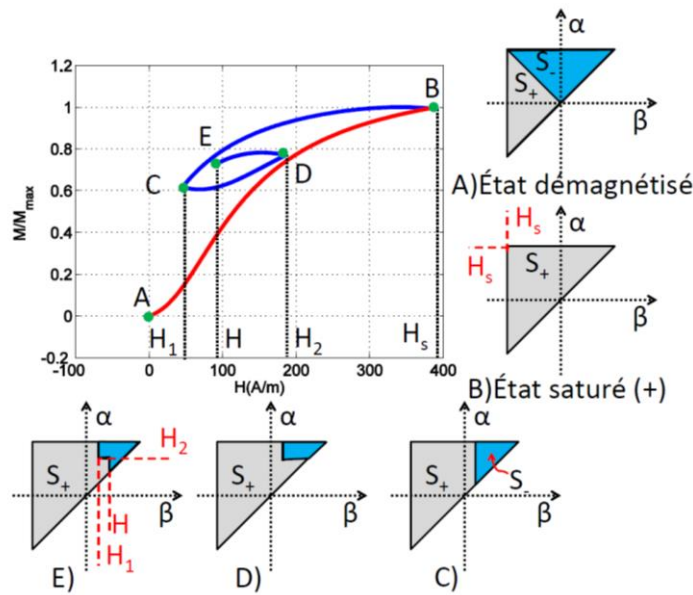 1.2
1
0.8
0.6
0.4
0.2
0
-0.2
M/Mmax
-100
0
100
200
300
400
H(A/m)
A
B
C
D
E
H1
H
H2
Hs
α
β
S-
S+
A)État démagnétisé
Hs
Hs
α
S+
β
B)État saturé (+)
α
H2
S+
β
H
H1
E)
α
S+
β
D)
α
S+
β
S-
C)